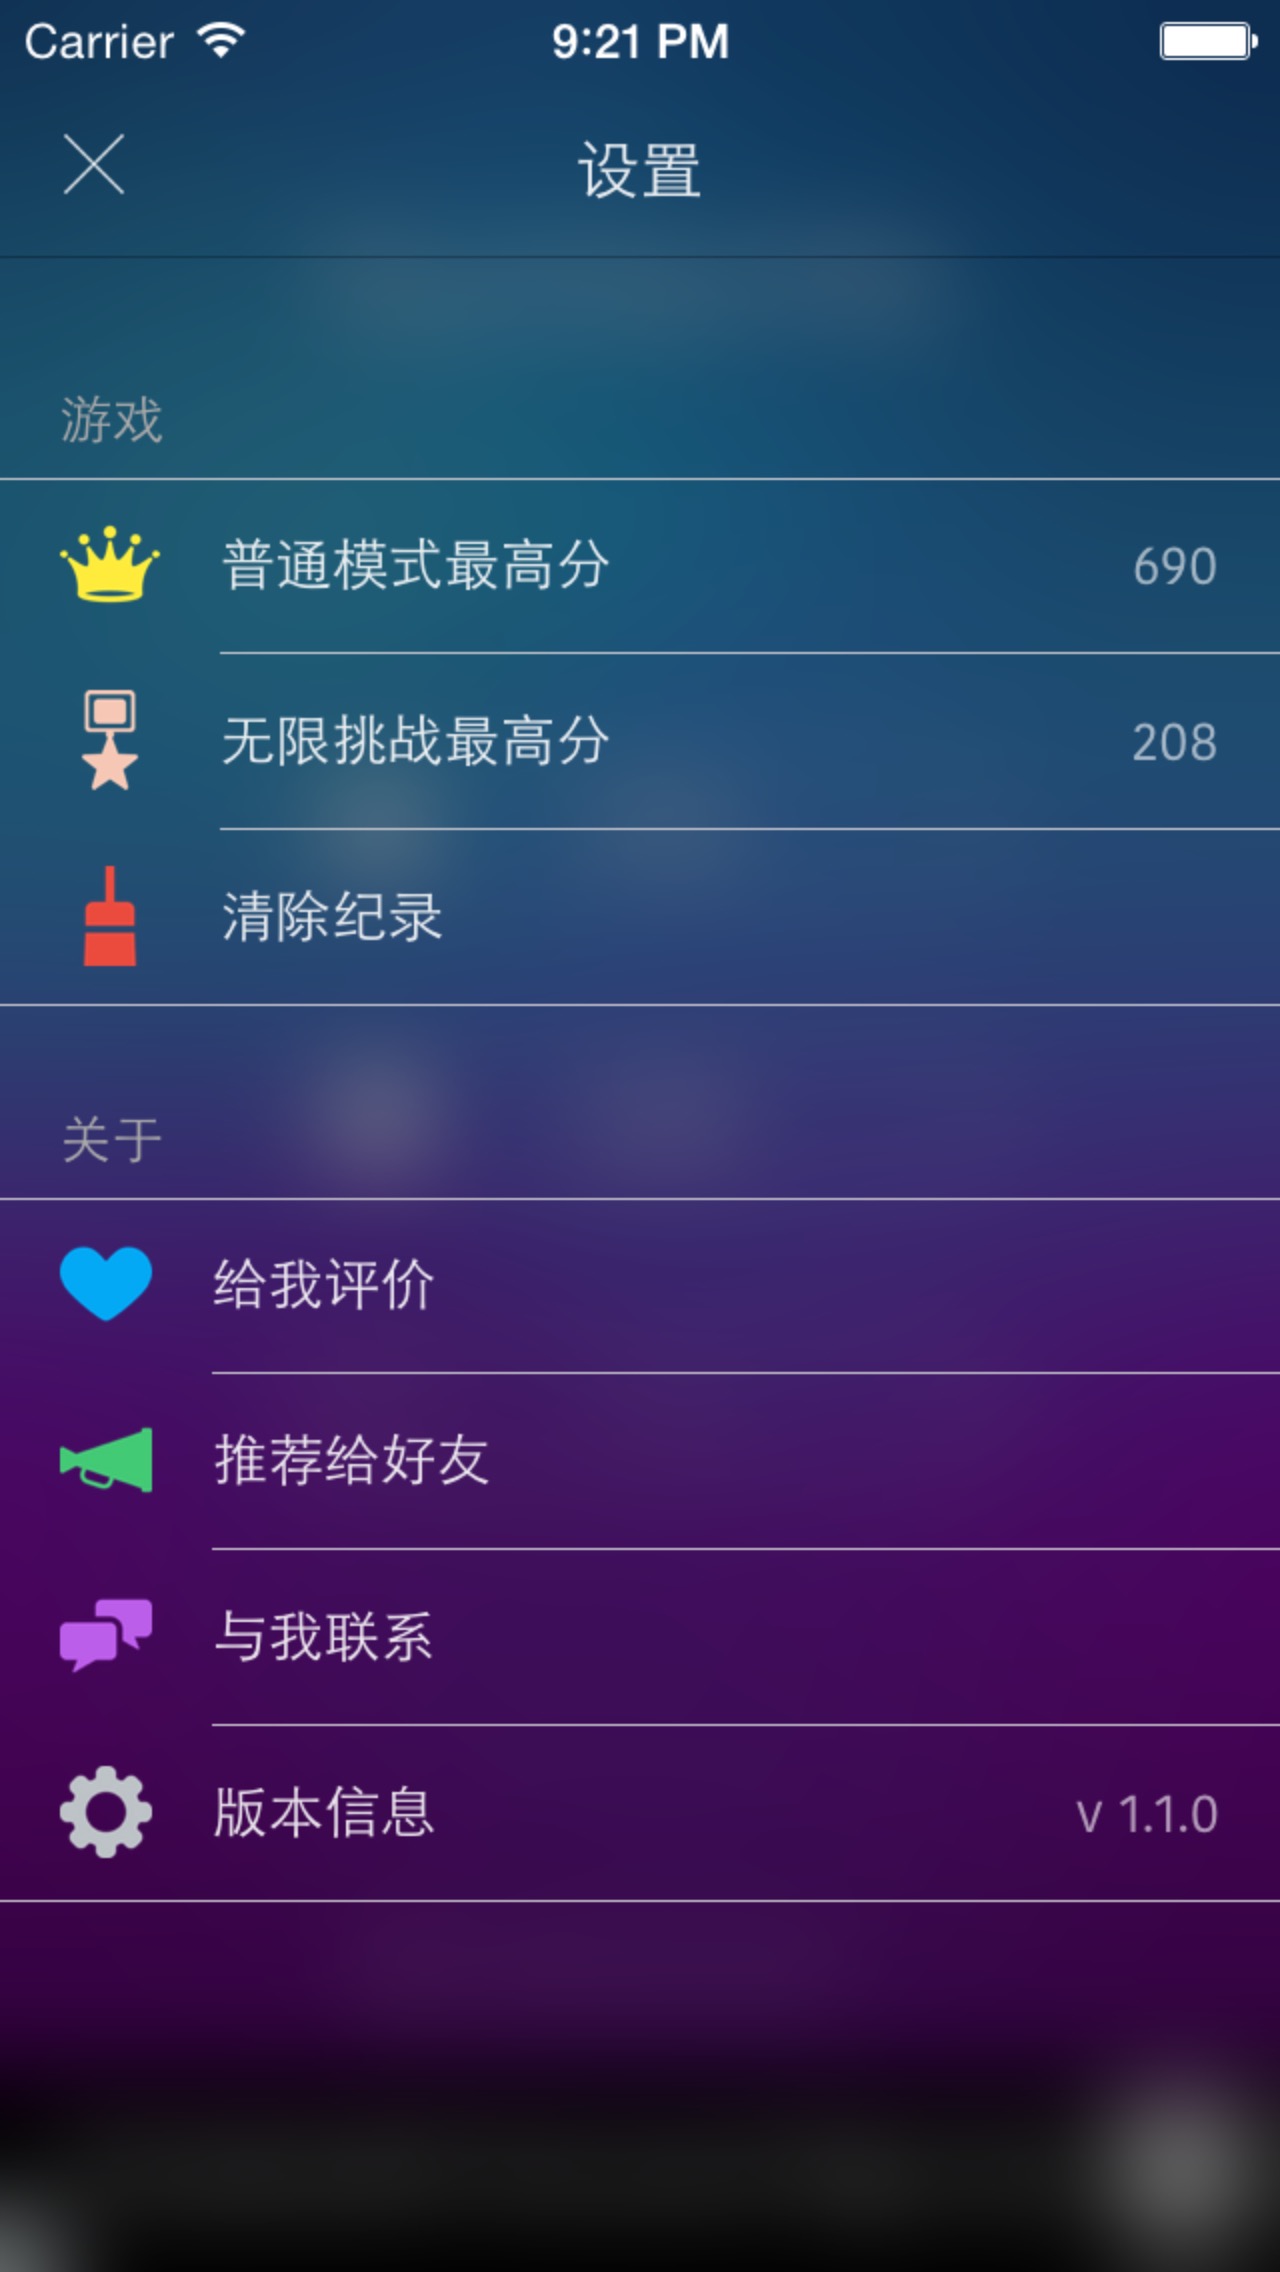 Carrier 9:21 PM
设置
游戏
普通模式最高分 690
无限挑战最高分 208
清除纪录
关于
给我评价
推荐给好友
与我联系
版本信息 v 1.1.0